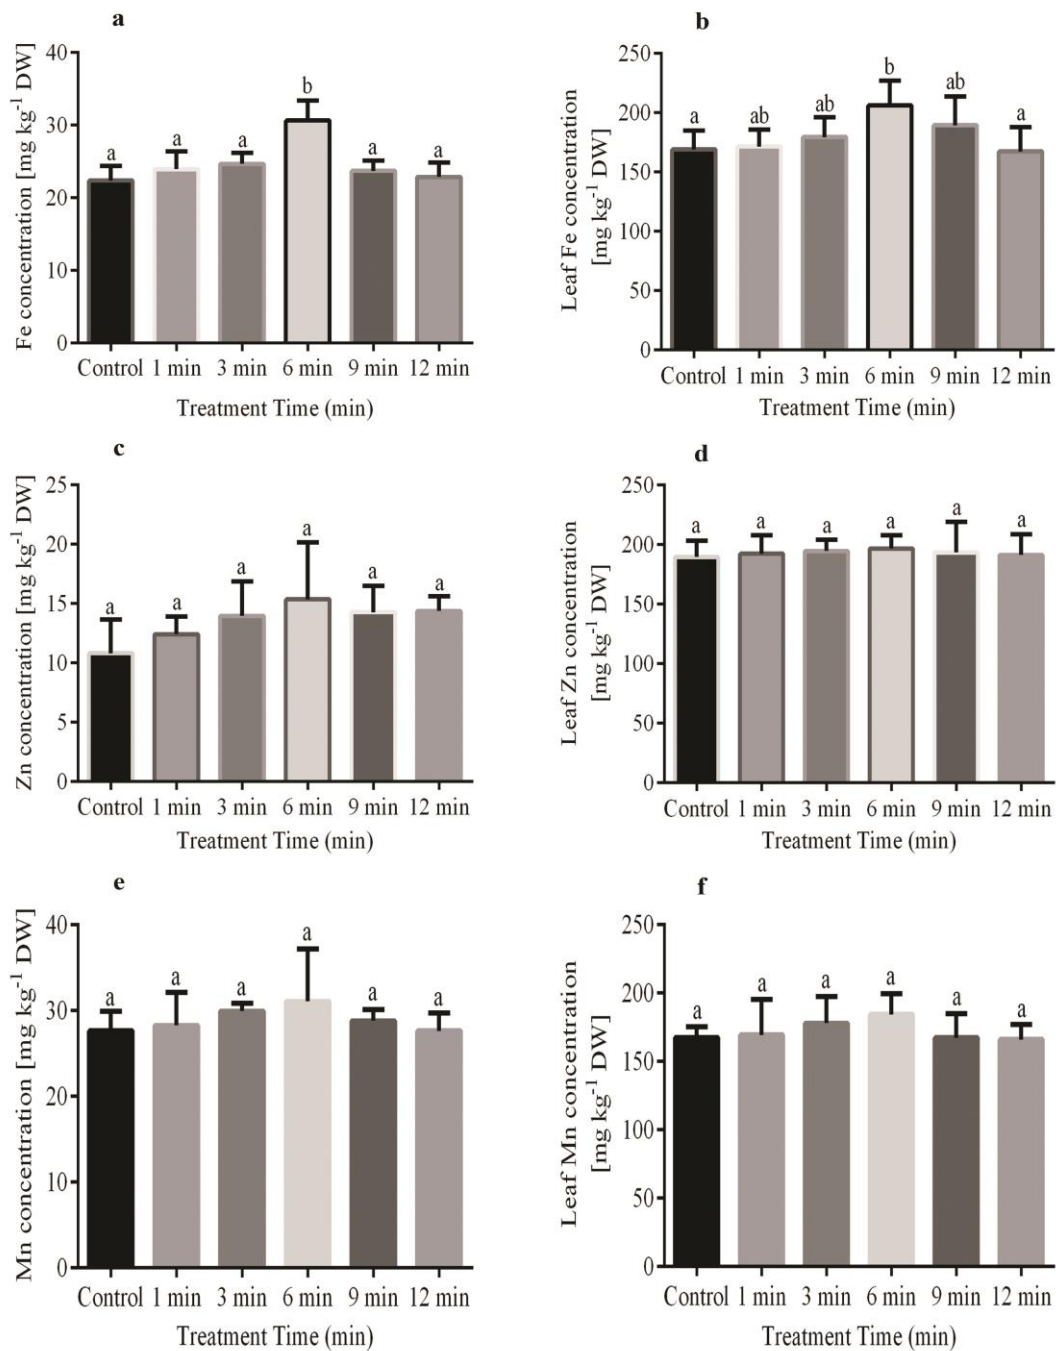 a
Fe concentration [mg kg⁻¹ DW]
40
30
20
10
0
a
a
a
b
a
a
Control 1 min 3 min 6 min 9 min 12 min
Treatment Time (min)
b
Leaf Fe concentration
[mg kg⁻¹ DW]
250
200
150
100
50
0
a
ab
ab
b
ab
a
Control 1 min 3 min 6 min 9 min 12 min
Treatment Time (min)
c
Zn concentration [mg kg⁻¹ DW]
25
20
15
10
5
0
a
a
a
a
a
a
Control 1 min 3 min 6 min 9 min 12 min
Treatment Time (min)
d
Leaf Zn concentration
[mg kg⁻¹ DW]
250
200
150
100
50
0
a
a
a
a
a
a
Control 1 min 3 min 6 min 9 min 12 min
Treatment Time (min)
e
Mn concentration [mg kg⁻¹ DW]
40
30
20
10
0
a
a
a
a
a
a
Control 1 min 3 min 6 min 9 min 12 min
Treatment Time (min)
f
Leaf Mn concentration
[mg kg⁻¹ DW]
250
200
150
100
50
0
a
a
a
a
a
a
Control 1 min 3 min 6 min 9 min 12 min
Treatment Time (min)